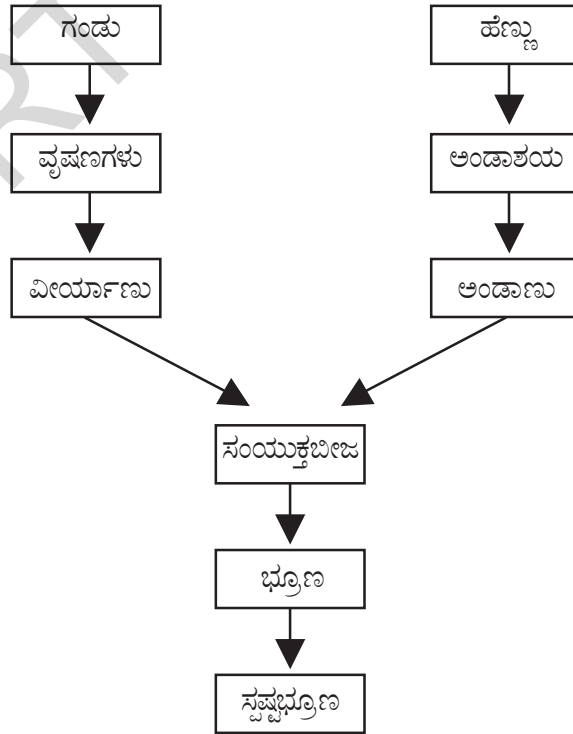 ಗಂಡು
ಹೆಣ್ಣು
ವೃಷಣಗಳು
ಅಂಡಾಶಯ
ವೀರ್ಯಾಣು
ಅಂಡಾಣು
ಸಂಯುಕ್ತಬೀಜ
ಭ್ರೂಣ
ಸ್ಪಷ್ಟಭ್ರೂಣ